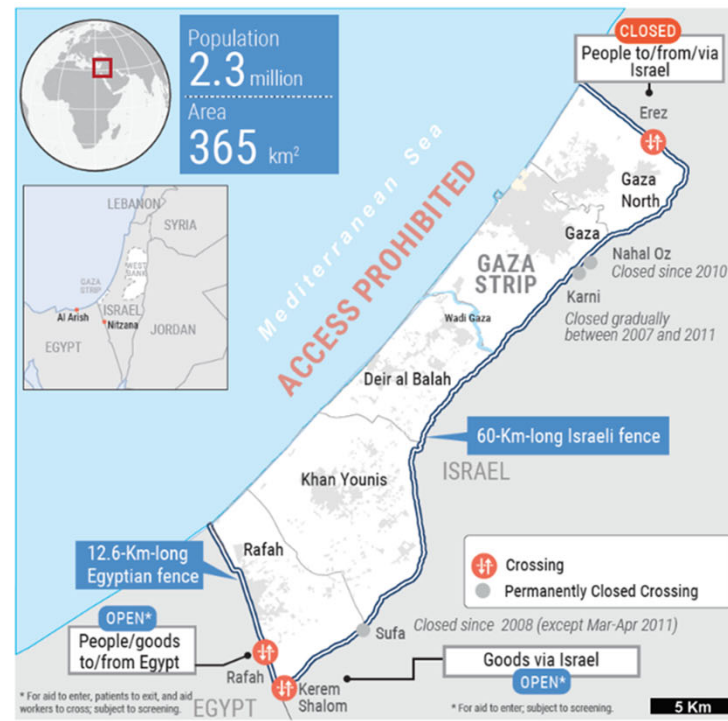 Population
2.3 million
Area
365 km²
CLOSED
People to/from/via
Israel
Erez
Gaza
North
Gaza
Nahal Oz
Closed since 2010
Karni
Closed gradually
between 2007 and 2011
Mediterranean Sea
ACCESS PROHIBITED
GAZA
STRIP
Wadi Gaza
LEBANON
SYRIA
WEST
BANK
GAZA
STRIP
ISRAEL
Al Arish
Nitzana
JORDAN
EGYPT
Deir al Balah
60-Km-long Israeli fence
ISRAEL
Khan Younis
Rafah
12.6-Km-long
Egyptian fence
Crossing
Permanently Closed Crossing
OPEN*
People/goods
to/from Egypt
Sufa
Closed since 2008 (except Mar-Apr 2011)
Goods via Israel
OPEN*
Rafah
Kerem
Shalom
EGYPT
* For aid to enter, patients to exit, and aid
workers to cross; subject to screening.
* For aid to enter; subject to screening.
5 Km